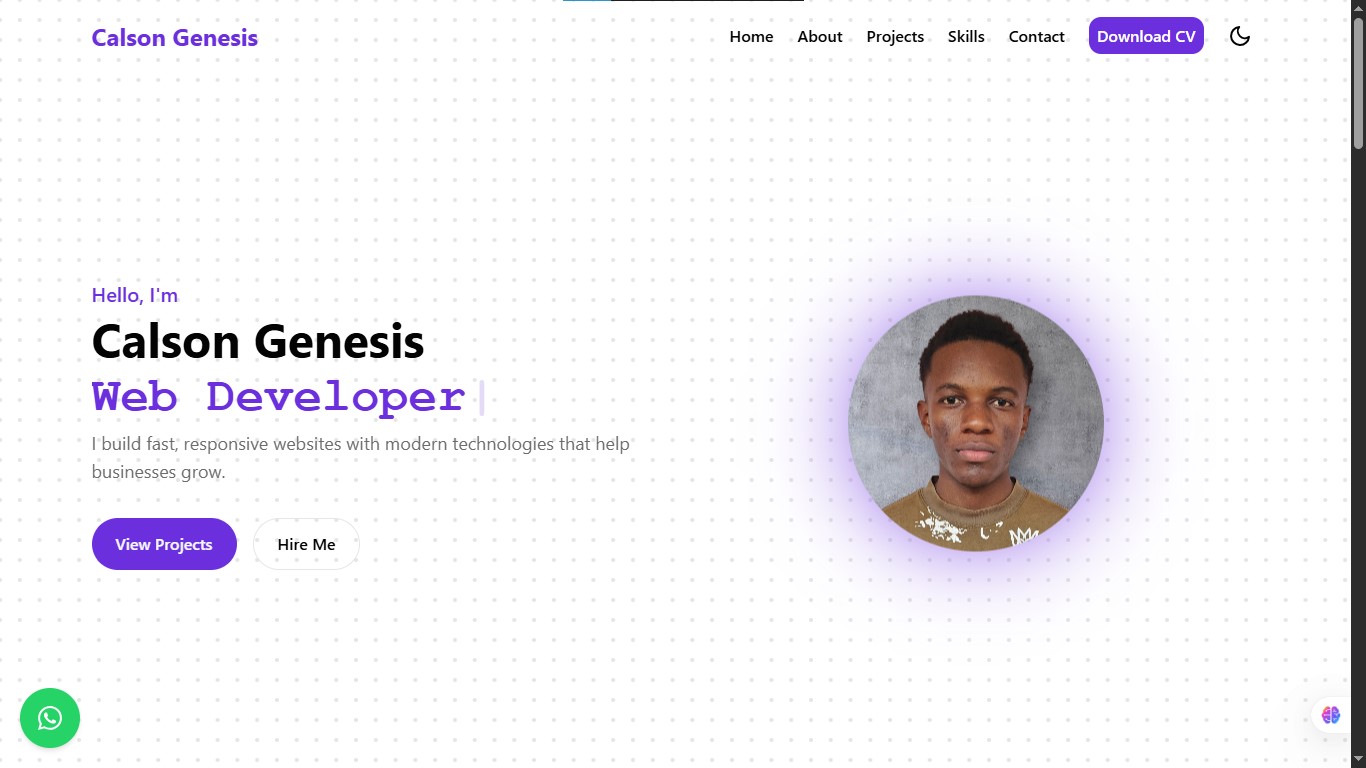 Calson Genesis
Home About Projects Skills Contact Download CV
Hello, I'm
Calson Genesis
Web Developer
I build fast, responsive websites with modern technologies that help
businesses grow.
View Projects Hire Me